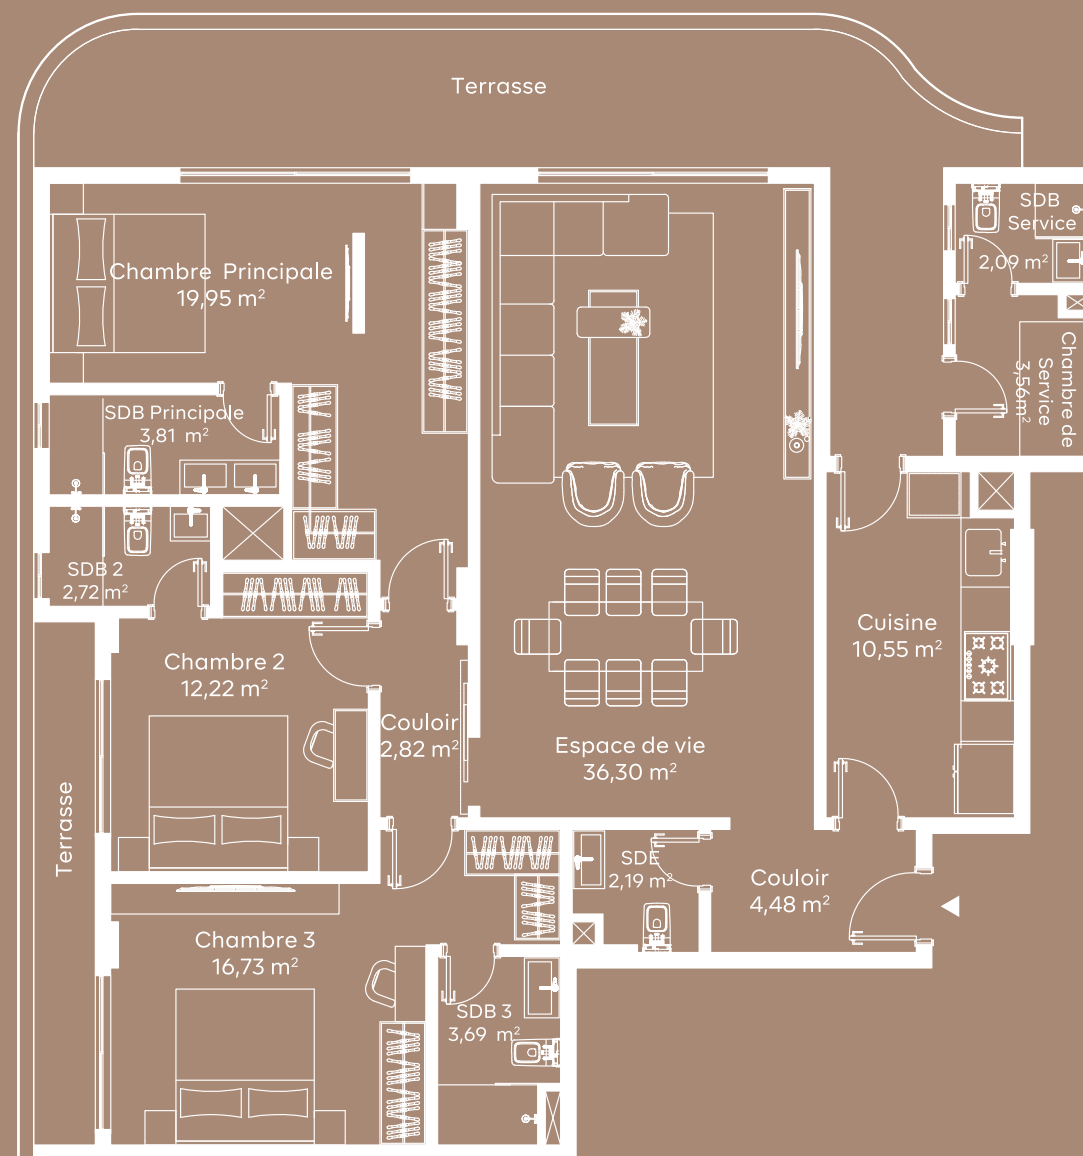 Terrasse
SDB
Service
2,09 m²
Chambre Principale
19,95 m²
Chambre de
Service
3,56m²
SDB Principale
3,81 m²
SDB 2
2,72 m²
Cuisine
10,55 m²
Chambre 2
12,22 m²
Couloir
2,82 m²
Espace de vie
36,30 m²
Terrasse
SDE
2,19 m²
Couloir
4,48 m²
Chambre 3
16,73 m²
SDB 3
3,69 m²